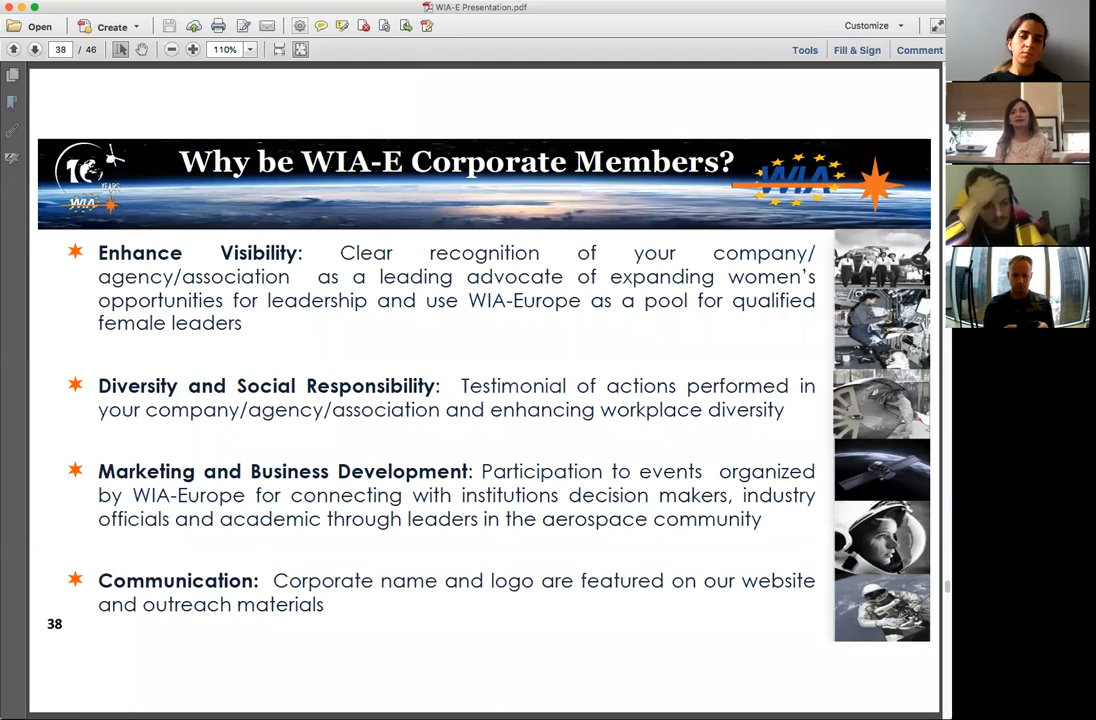 WIA-E Presentation.pdf
Open
Create
Customize
38 / 46
110%
Tools
Fill & Sign
Comment
10
YEARS
WIA
Why be WIA-E Corporate Members?
WIA
Enhance Visibility: Clear recognition of your company/
agency/association as a leading advocate of expanding women's
opportunities for leadership and use WIA-Europe as a pool for qualified
female leaders
Diversity and Social Responsibility: Testimonial of actions performed in
your company/agency/association and enhancing workplace diversity
Marketing and Business Development: Participation to events organized
by WIA-Europe for connecting with institutions decision makers, industry
officials and academic through leaders in the aerospace community
Communication: Corporate name and logo are featured on our website
and outreach materials
38